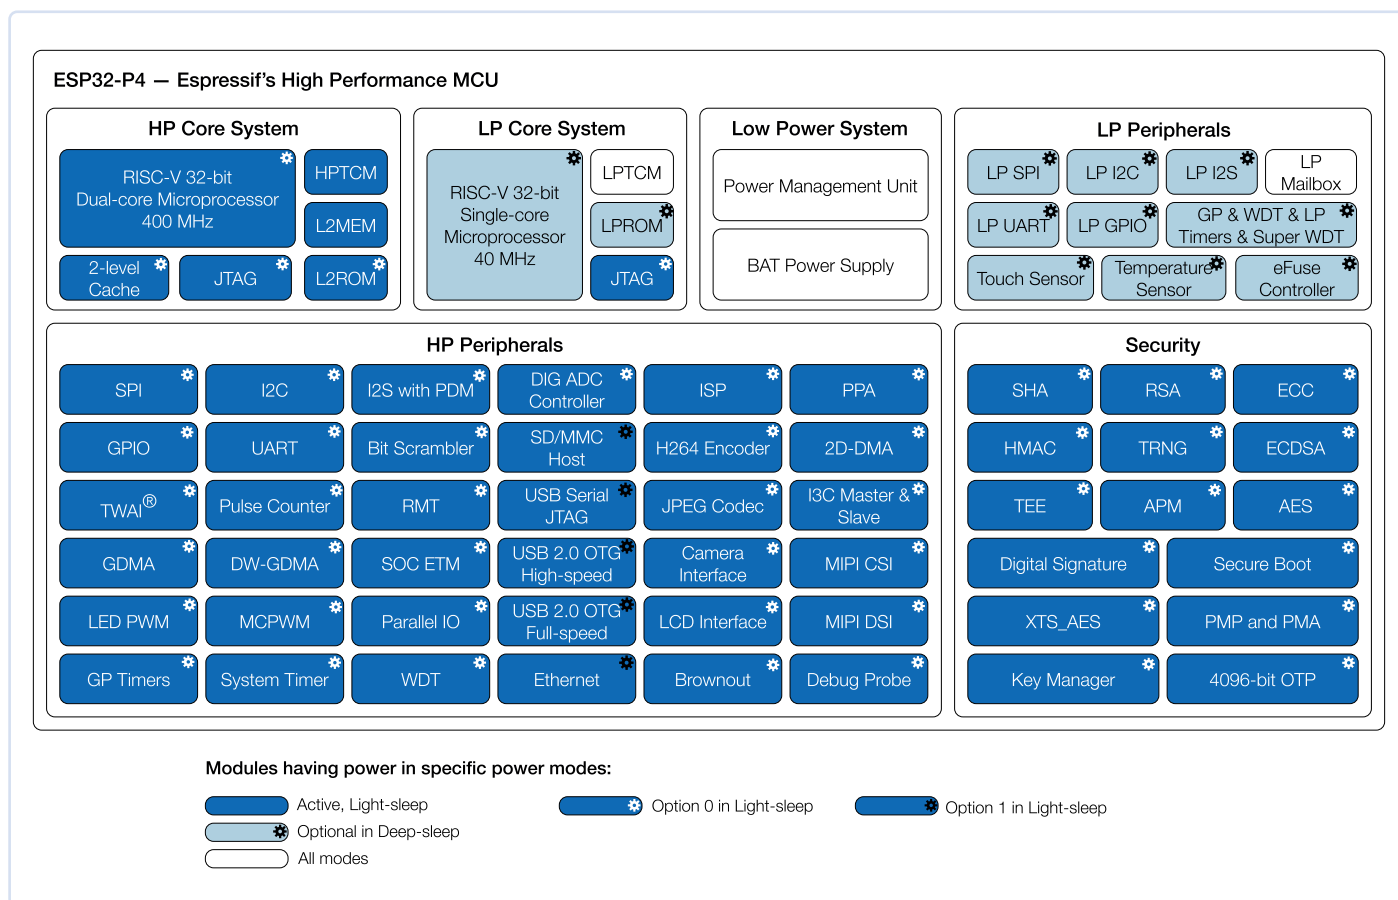 ESP32-P4 — Espressif's High Performance MCU
HP Core System
RISC-V 32-bit
Dual-core Microprocessor
400 MHz
HPTCM
L2MEM
2-level
Cache
JTAG
L2ROM
LP Core System
RISC-V 32-bit
Single-core
Microprocessor
40 MHz
LPTCM
LPROM
JTAG
Low Power System
Power Management Unit
BAT Power Supply
LP Peripherals
LP SPI
LP I2C
LP I2S
LP
Mailbox
LP UART
LP GPIO
GP & WDT & LP
Timers & Super WDT
Touch Sensor
Temperature
Sensor
eFuse
Controller
HP Peripherals
SPI
I2C
I2S with PDM
DIG ADC
Controller
ISP
PPA
GPIO
UART
Bit Scrambler
SD/MMC
Host
H264 Encoder
2D-DMA
TWAI®
Pulse Counter
RMT
USB Serial
JTAG
JPEG Codec
I3C Master &
Slave
GDMA
DW-GDMA
SOC ETM
USB 2.0 OTG
High-speed
Camera
Interface
MIPI CSI
LED PWM
MCPWM
Parallel IO
USB 2.0 OTG
Full-speed
LCD Interface
MIPI DSI
GP Timers
System Timer
WDT
Ethernet
Brownout
Debug Probe
Security
SHA
RSA
ECC
HMAC
TRNG
ECDSA
TEE
APM
AES
Digital Signature
Secure Boot
XTS_AES
PMP and PMA
Key Manager
4096-bit OTP
Modules having power in specific power modes:
Active, Light-sleep
Option 0 in Light-sleep
Option 1 in Light-sleep
Optional in Deep-sleep
All modes